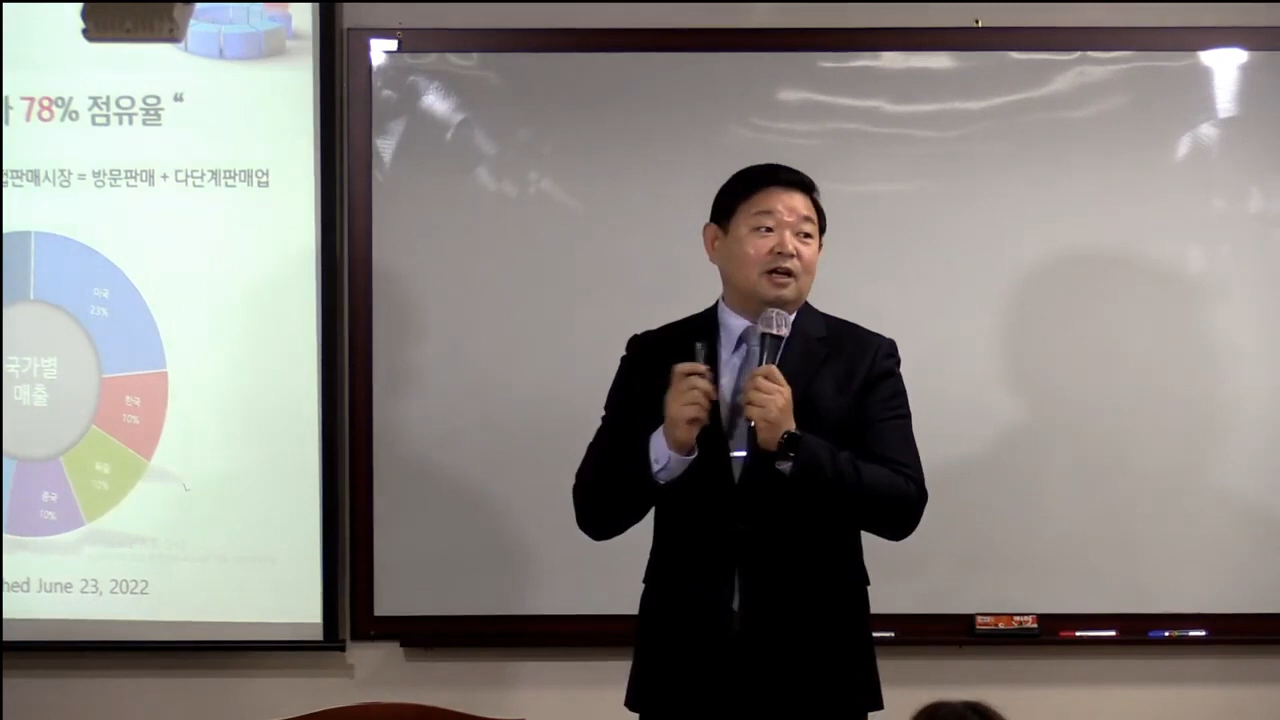 78% 점유율 “
판매시장 = 방문판매 + 다단계판매업
미국
23%
국가별
매출
한국
10%
독일
10%
중국
10%
hed June 23, 2022